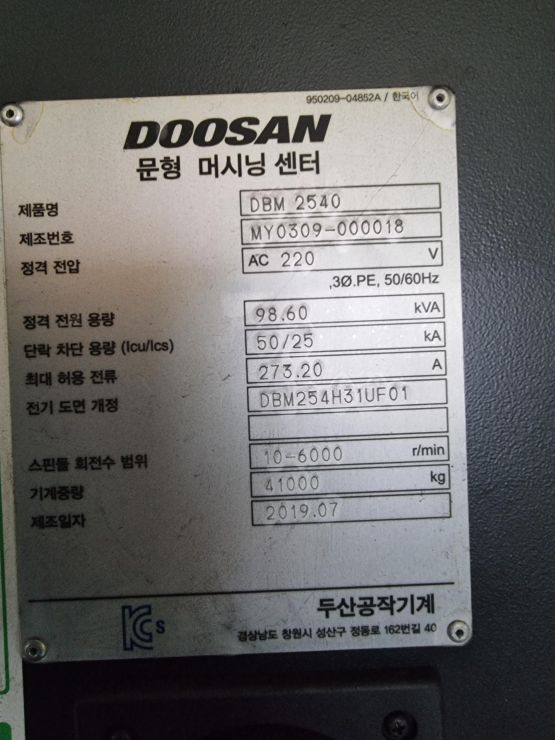 950209-04852A / 한국어
DOOSAN
문형 머시닝 센터
제품명 DBM 2540
제조번호 MY0309-000018
정격 전압 AC 220 V
,3Ø.PE, 50/60Hz
정격 전원 용량 98.60 kVA
단락 차단 용량 (Icu/Ics) 50/25 kA
최대 허용 전류 273.20 A
전기 도면 개정 DBM254H31UF01
스핀들 회전수 범위 10-6000 r/min
기계중량 41000 kg
제조일자 2019.07
두산공작기계
KCs
경상남도 창원시 성산구 정동로 162번길 40